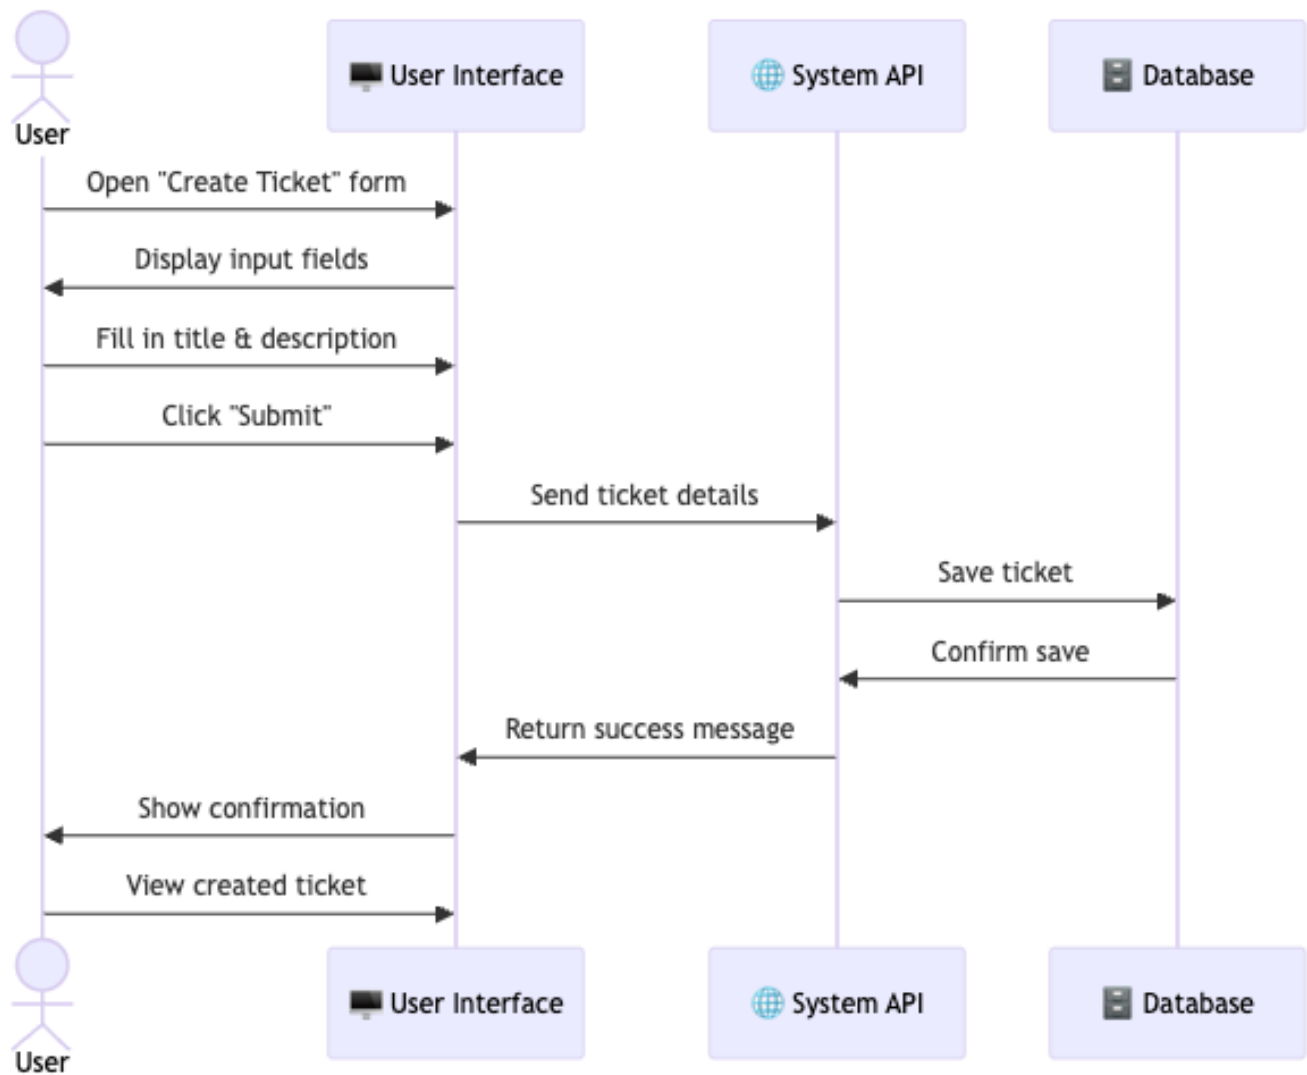 🖥️ User Interface
🌐 System API
🗄️ Database
User
Open "Create Ticket" form
Display input fields
Fill in title & description
Click "Submit"
Send ticket details
Save ticket
Confirm save
Return success message
Show confirmation
View created ticket
🖥️ User Interface
🌐 System API
🗄️ Database
User